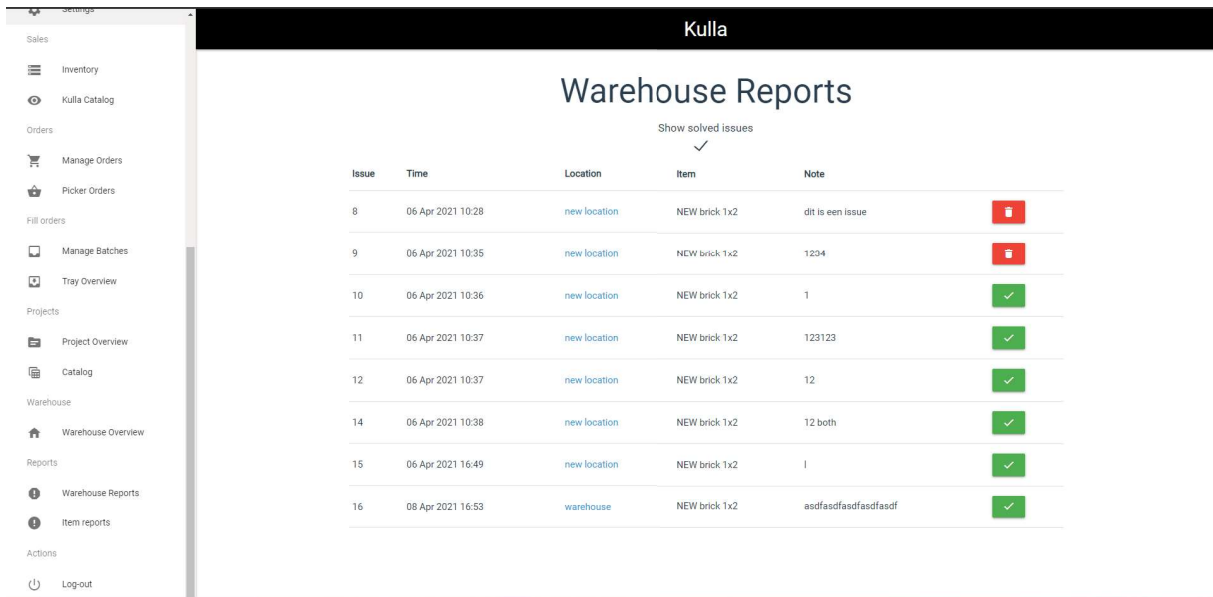 Settings
Sales
Inventory
Kulla Catalog
Orders
Manage Orders
Picker Orders
Fill orders
Manage Batches
Tray Overview
Projects
Project Overview
Catalog
Warehouse
Warehouse Overview
Reports
Warehouse Reports
Item reports
Actions
Log-out
Kulla
Warehouse Reports
Show solved issues
Issue Time Location Item Note
8 06 Apr 2021 10:28 new location NEW brick 1x2 dit is een issue
9 06 Apr 2021 10:35 new location NEW brick 1x2 1234
10 06 Apr 2021 10:36 new location NEW brick 1x2 1
11 06 Apr 2021 10:37 new location NEW brick 1x2 123123
12 06 Apr 2021 10:37 new location NEW brick 1x2 12
14 06 Apr 2021 10:38 new location NEW brick 1x2 12 both
15 06 Apr 2021 16:49 new location NEW brick 1x2 l
16 08 Apr 2021 16:53 warehouse NEW brick 1x2 asdfasdfasdfasdfasdf